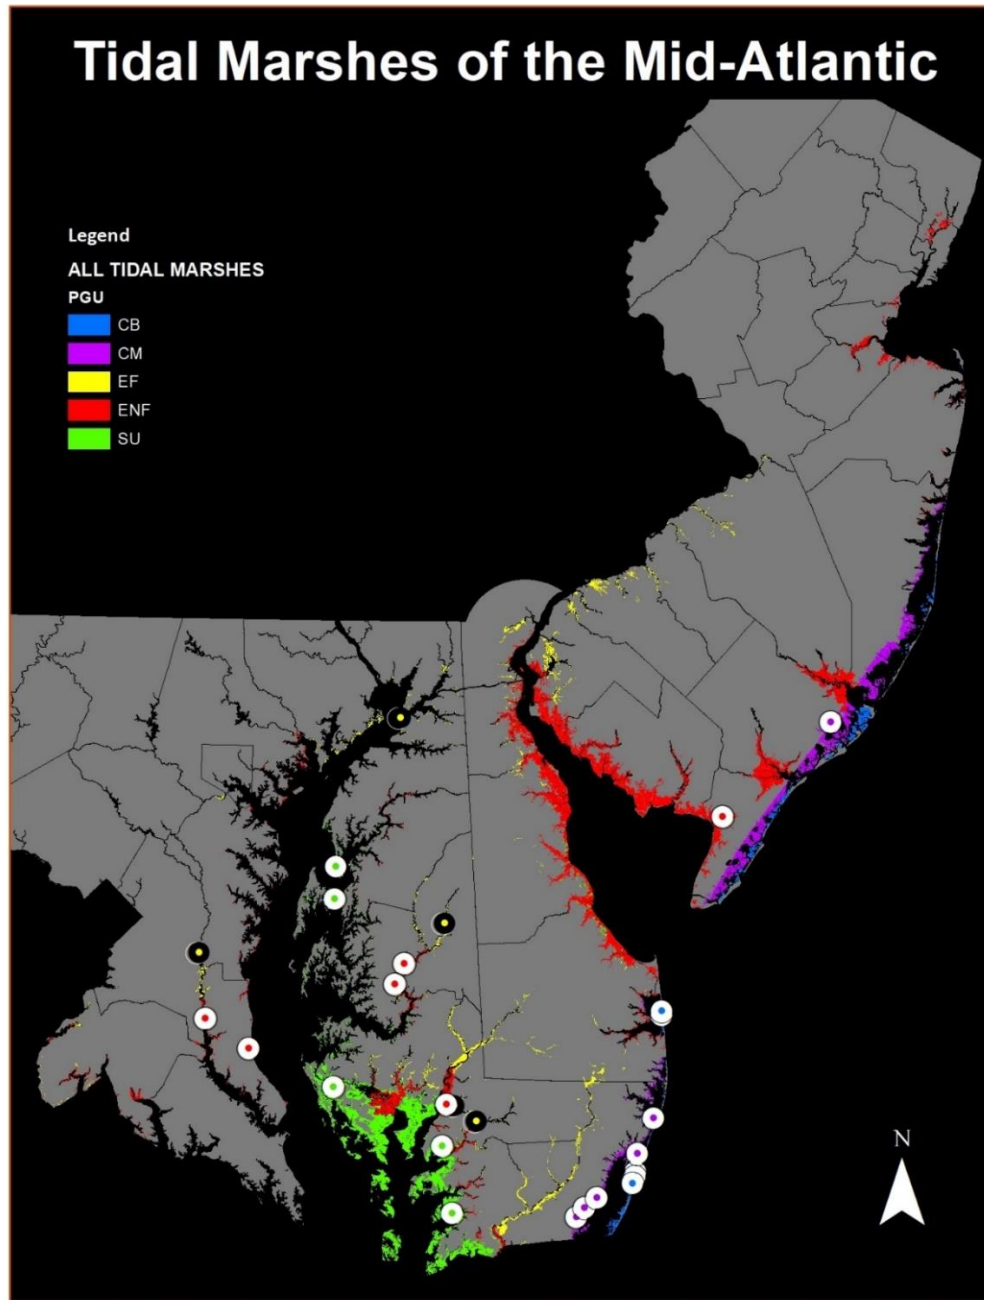 Tidal Marshes of the Mid-Atlantic
Legend
ALL TIDAL MARSHES
PGU
CB
CM
EF
ENF
SU
N